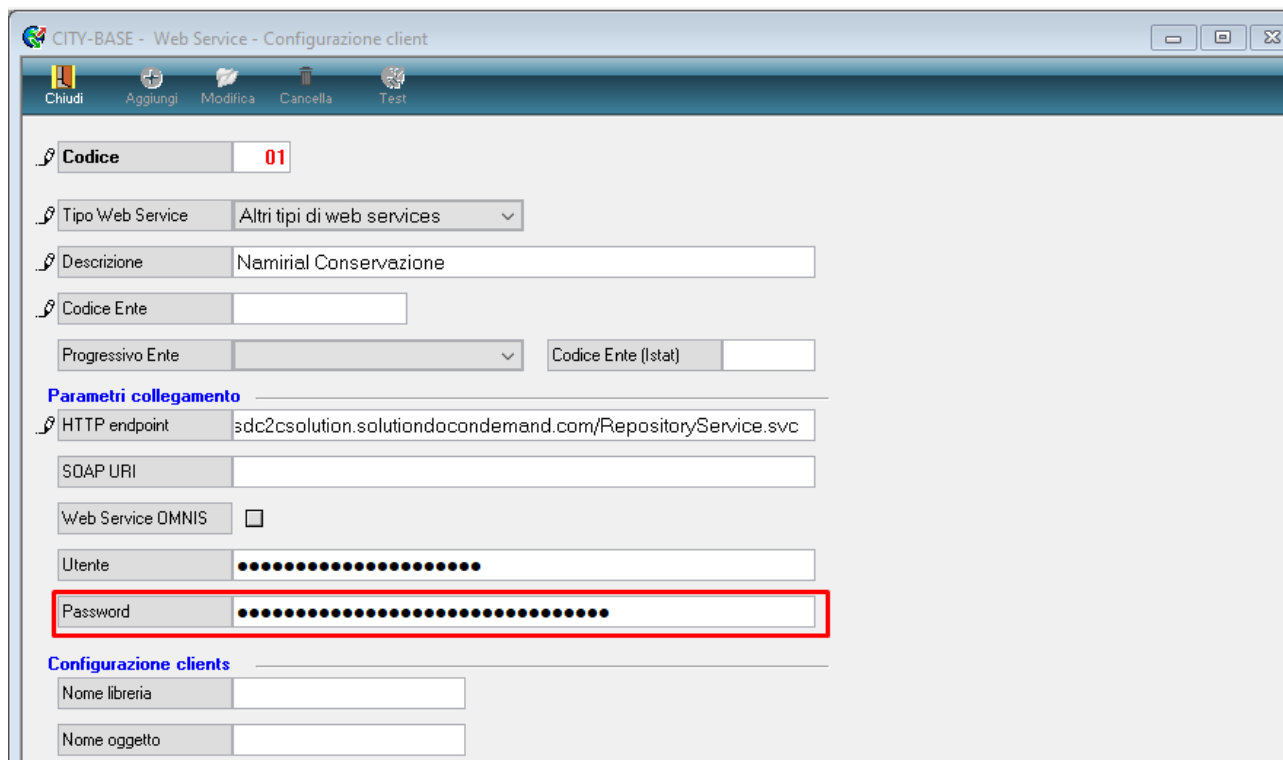 CITY-BASE - Web Service - Configurazione client
Chiudi Aggiungi Modifica Cancella Test
Codice 01
Tipo Web Service Altri tipi di web services
Descrizione Namirial Conservazione
Codice Ente
Progressivo Ente Codice Ente (Istat)
Parametri collegamento
HTTP endpoint sdc2csolution.solutiondocondemand.com/RepositoryService.svc
SOAP URI
Web Service OMNIS
Utente ●●●●●●●●●●●●●●●●●●●●●
Password ●●●●●●●●●●●●●●●●●●●●●●●●●●●●●●●●
Configurazione clients
Nome libreria
Nome oggetto